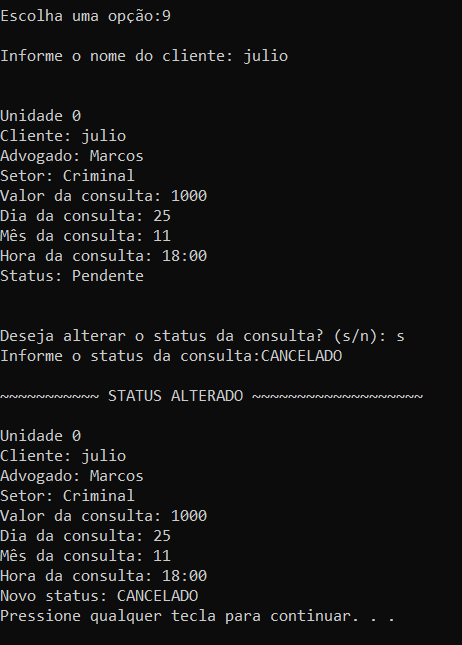 Escolha uma opção:9
Informe o nome do cliente: julio
Unidade 0
Cliente: julio
Advogado: Marcos
Setor: Criminal
Valor da consulta: 1000
Dia da consulta: 25
Mês da consulta: 11
Hora da consulta: 18:00
Status: Pendente
Deseja alterar o status da consulta? (s/n): s
Informe o status da consulta:CANCELADO
~~~~~~~~~~~ STATUS ALTERADO ~~~~~~~~~~~~~~~~~~~
Unidade 0
Cliente: julio
Advogado: Marcos
Setor: Criminal
Valor da consulta: 1000
Dia da consulta: 25
Mês da consulta: 11
Hora da consulta: 18:00
Novo status: CANCELADO
Pressione qualquer tecla para continuar. . .